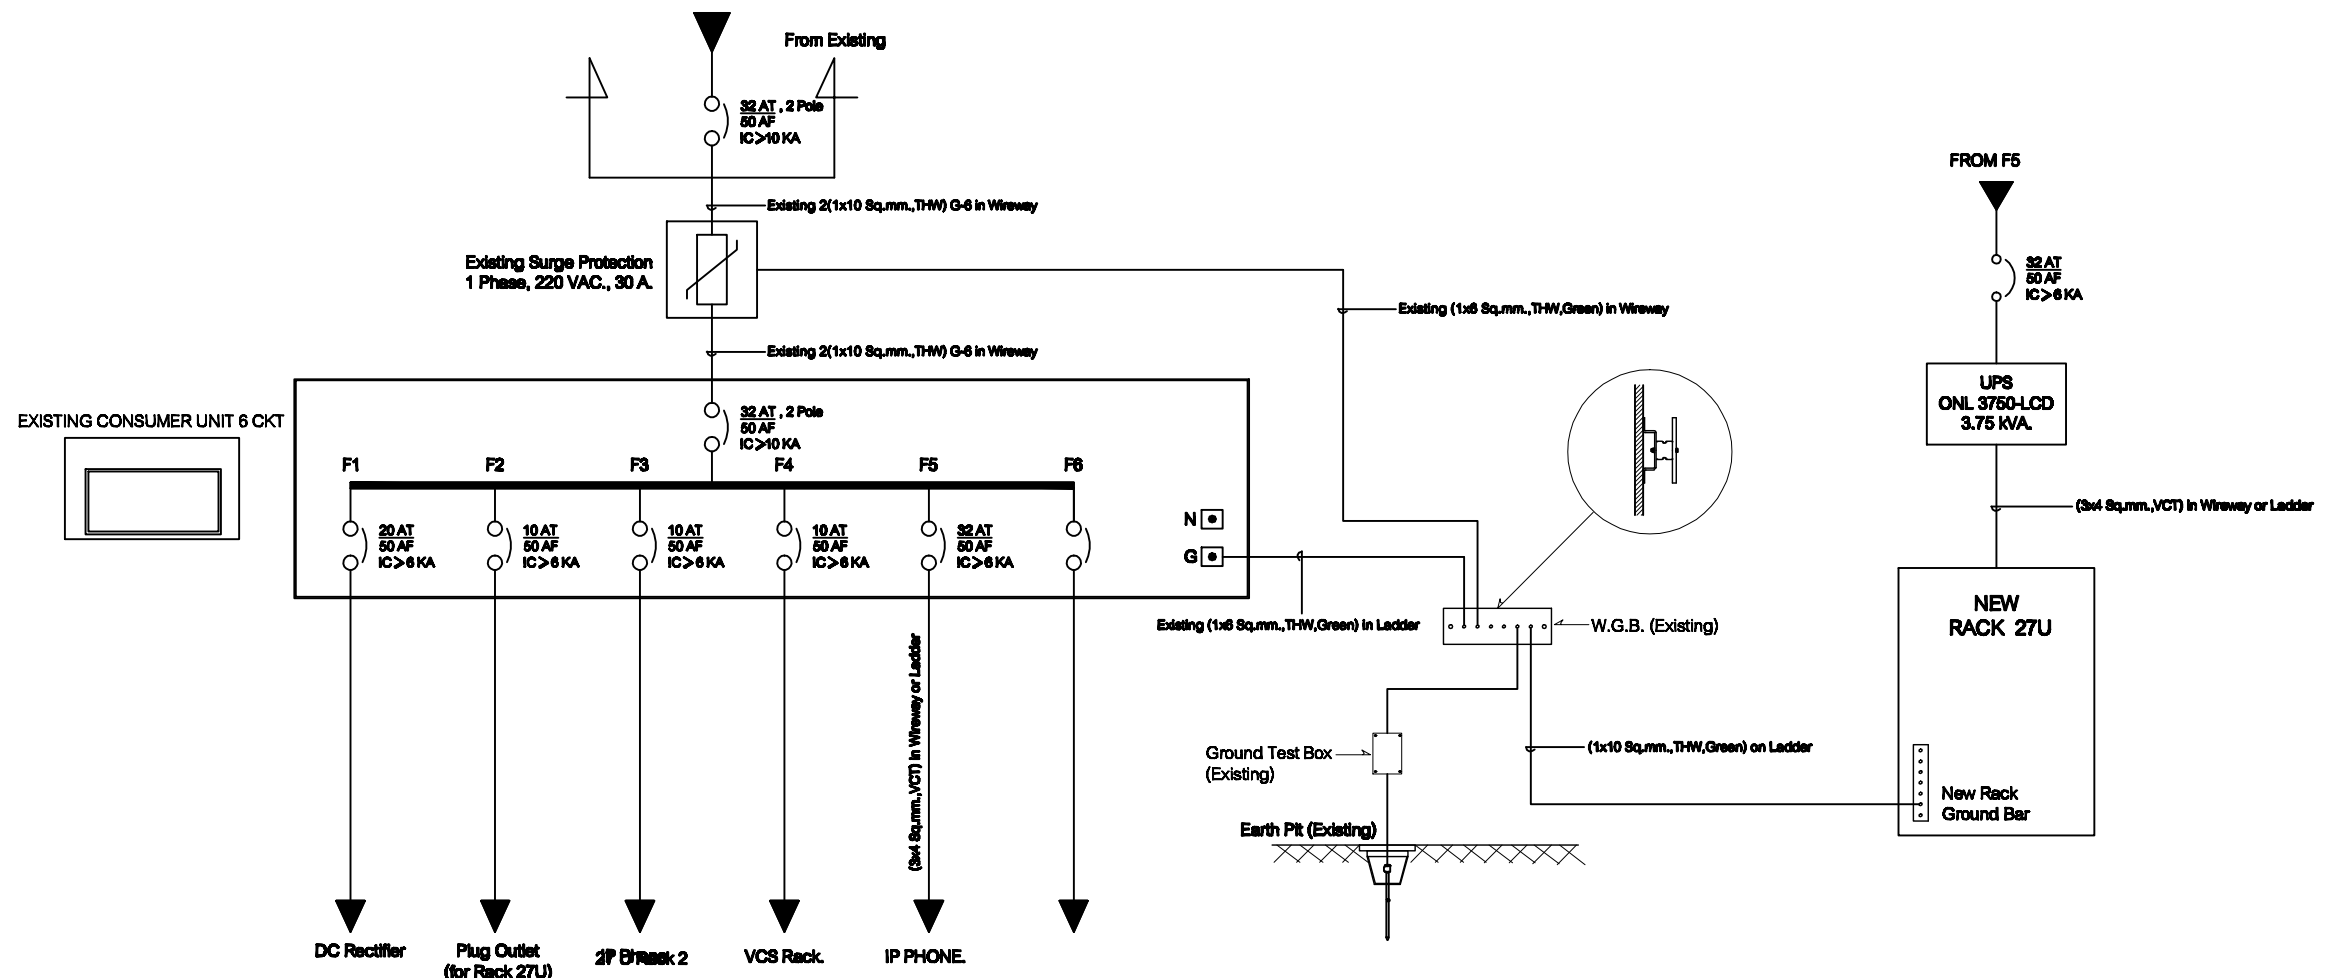 From Existing
32 AT , 2 Pole
50 AF
IC>10 KA
Existing 2(1x10 Sq.mm.,THW) G-6 in Wireway
Existing Surge Protection
1 Phase, 220 VAC., 30 A.
Existing (1x6 Sq.mm.,THW,Green) in Wireway
Existing 2(1x10 Sq.mm.,THW) G-6 in Wireway
EXISTING CONSUMER UNIT 6 CKT
32 AT , 2 Pole
50 AF
IC>10 KA
F1
F2
F3
F4
F5
F6
20 AT
50 AF
IC>6 KA
10 AT
50 AF
IC>6 KA
10 AT
50 AF
IC>6 KA
10 AT
50 AF
IC>6 KA
32 AT
50 AF
IC>6 KA
N
G
Existing (1x6 Sq.mm.,THW,Green) in Ladder
(3x4 Sq.mm.,VCT) in Wireway or Ladder
DC Rectifier
Plug Outlet
(for Rack 27U)
Rack 2
VCS Rack.
IP PHONE.
W.G.B. (Existing)
Ground Test Box
(Existing)
(1x10 Sq.mm.,THW,Green) on Ladder
Earth Pit (Existing)
FROM F5
32 AT
50 AF
IC>6 KA
UPS
ONL 3750-LCD
3.75 kVA.
(3x4 Sq.mm.,VCT) in Wireway or Ladder
NEW
RACK 27U
New Rack
Ground Bar